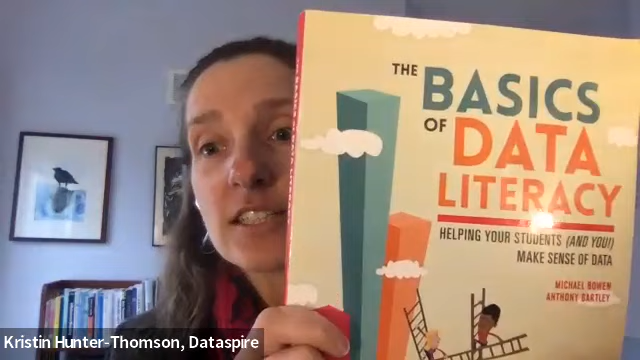 THE
BASICS
OF DATA
LITERACY
HELPING YOUR STUDENTS (AND YOU!)
MAKE SENSE OF DATA
MICHAEL BOWEN
ANTHONY BARTLEY
Kristin Hunter-Thomson, Dataspire